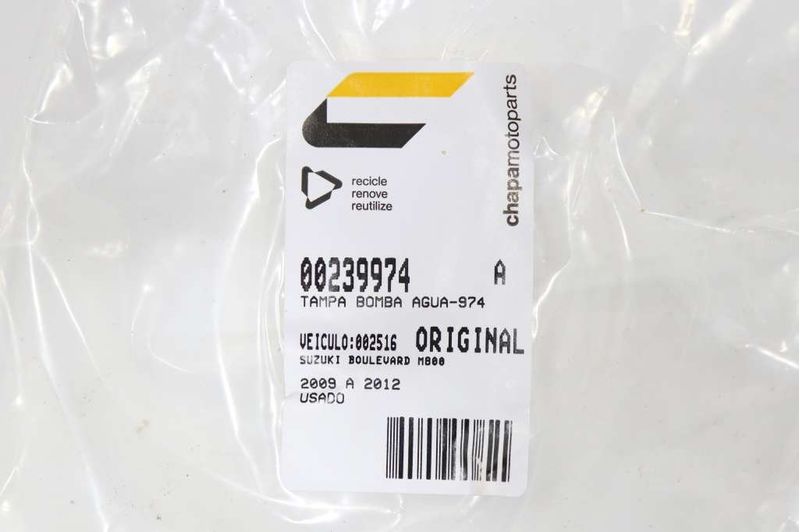 chapamotoparts
recicle
renove
reutilize
00239974 A
TAMPA BOMBA AGUA-974
VEICULO:002516 ORIGINAL
SUZUKI BOULEVARD M800
2009 A 2012
USADO